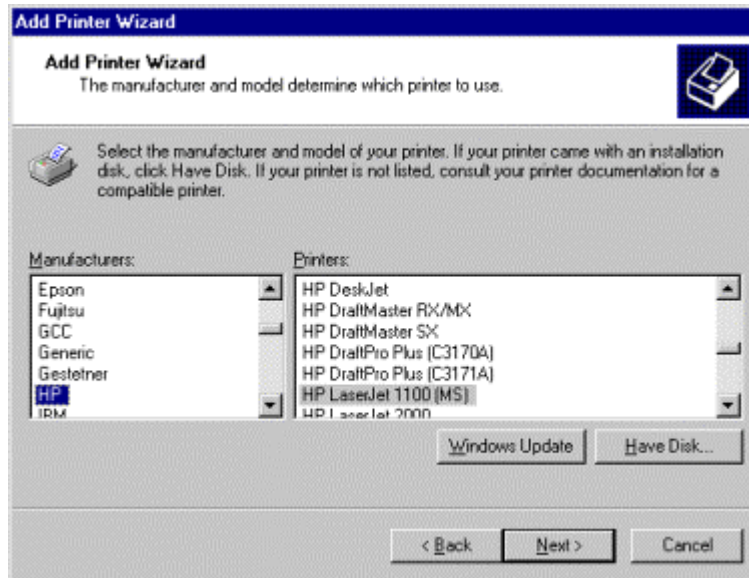 Add Printer Wizard
Add Printer Wizard
The manufacturer and model determine which printer to use.
Select the manufacturer and model of your printer. If your printer came with an installation
disk, click Have Disk. If your printer is not listed, consult your printer documentation for a
compatible printer.
Manufacturers:
Epson
Fujitsu
GCC
Generic
Gestetner
HP
IBM
Printers:
HP DeskJet
HP DraftMaster RX/MX
HP DraftMaster SX
HP DraftPro Plus (C3170A)
HP DraftPro Plus (C3171A)
HP LaserJet 1100 (MS)
HP LaserJet 2000
Windows Update
Have Disk...
< Back
Next >
Cancel